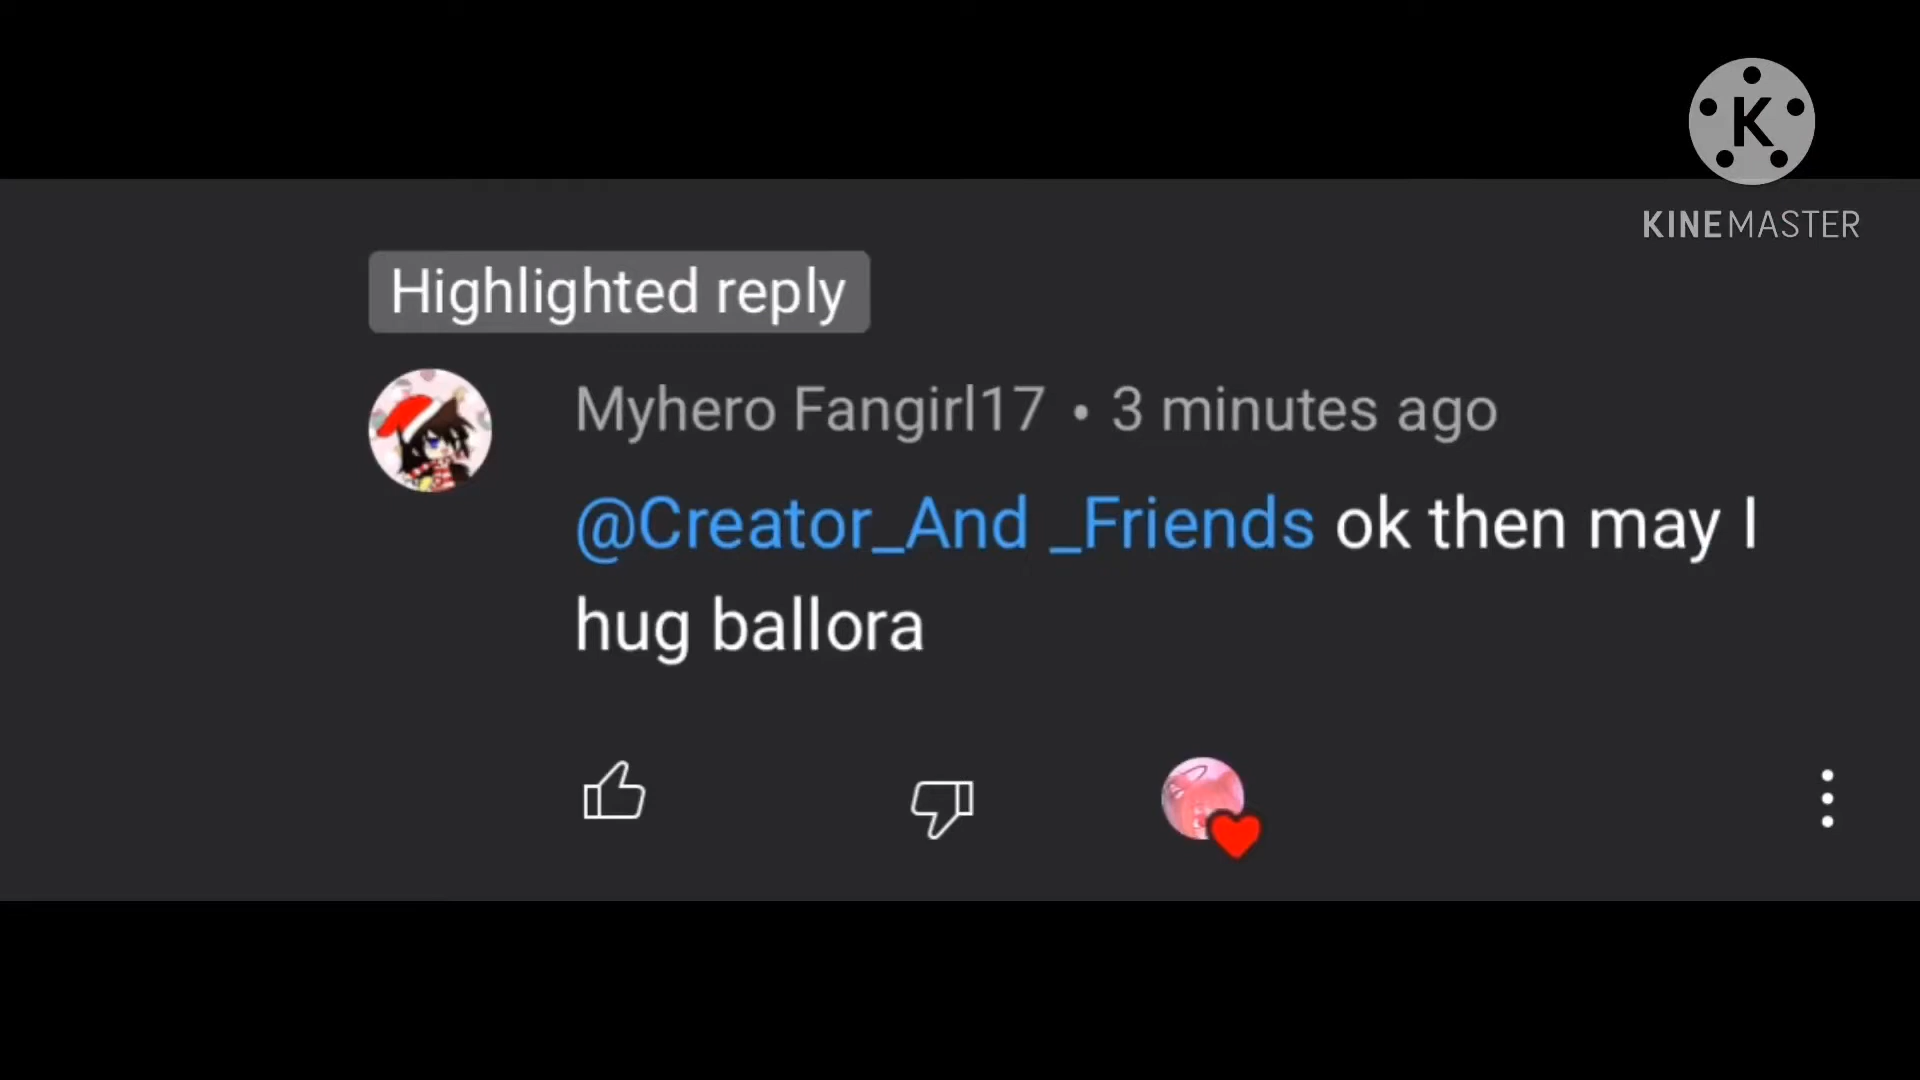 K
KINEMASTER
Highlighted reply
Myhero Fangirl17 • 3 minutes ago
@Creator_And _Friends ok then may I
hug ballora